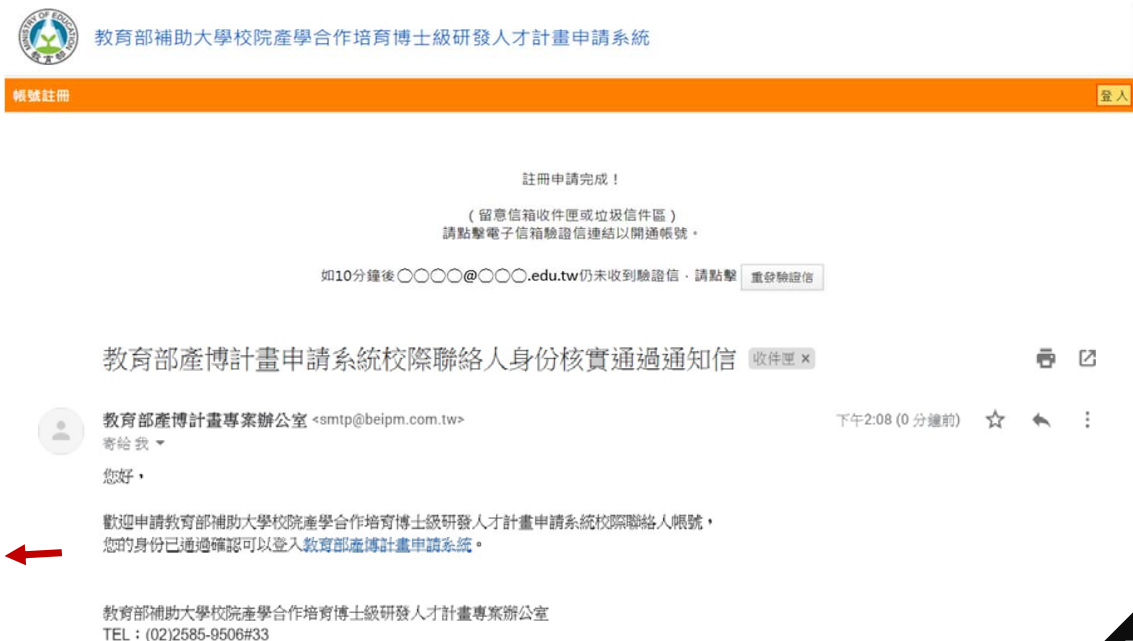 MINISTRY OF EDUCATION
教育部
教育部補助大學校院產學合作培育博士級研發人才計畫申請系統
帳號註冊
登入
註冊申請完成！
（留意信箱收件匣或垃圾信件區）
請點擊電子信箱驗證信連結以開通帳號。
如10分鐘後〇〇〇〇@〇〇〇.edu.tw仍未收到驗證信，請點擊 重發驗證信
教育部產博計畫申請系統校際聯絡人身份核實通過通知信 收件匣 ×
教育部產博計畫專案辦公室 <smtp@beipm.com.tw> 下午2:08 (0 分鐘前)
寄給 我
您好，
歡迎申請教育部補助大學校院產學合作培育博士級研發人才計畫申請系統校際聯絡人帳號，
您的身份已通過確認可以登入教育部產博計畫申請系統。
教育部補助大學校院產學合作培育博士級研發人才計畫專案辦公室
TEL：(02)2585-9506#33